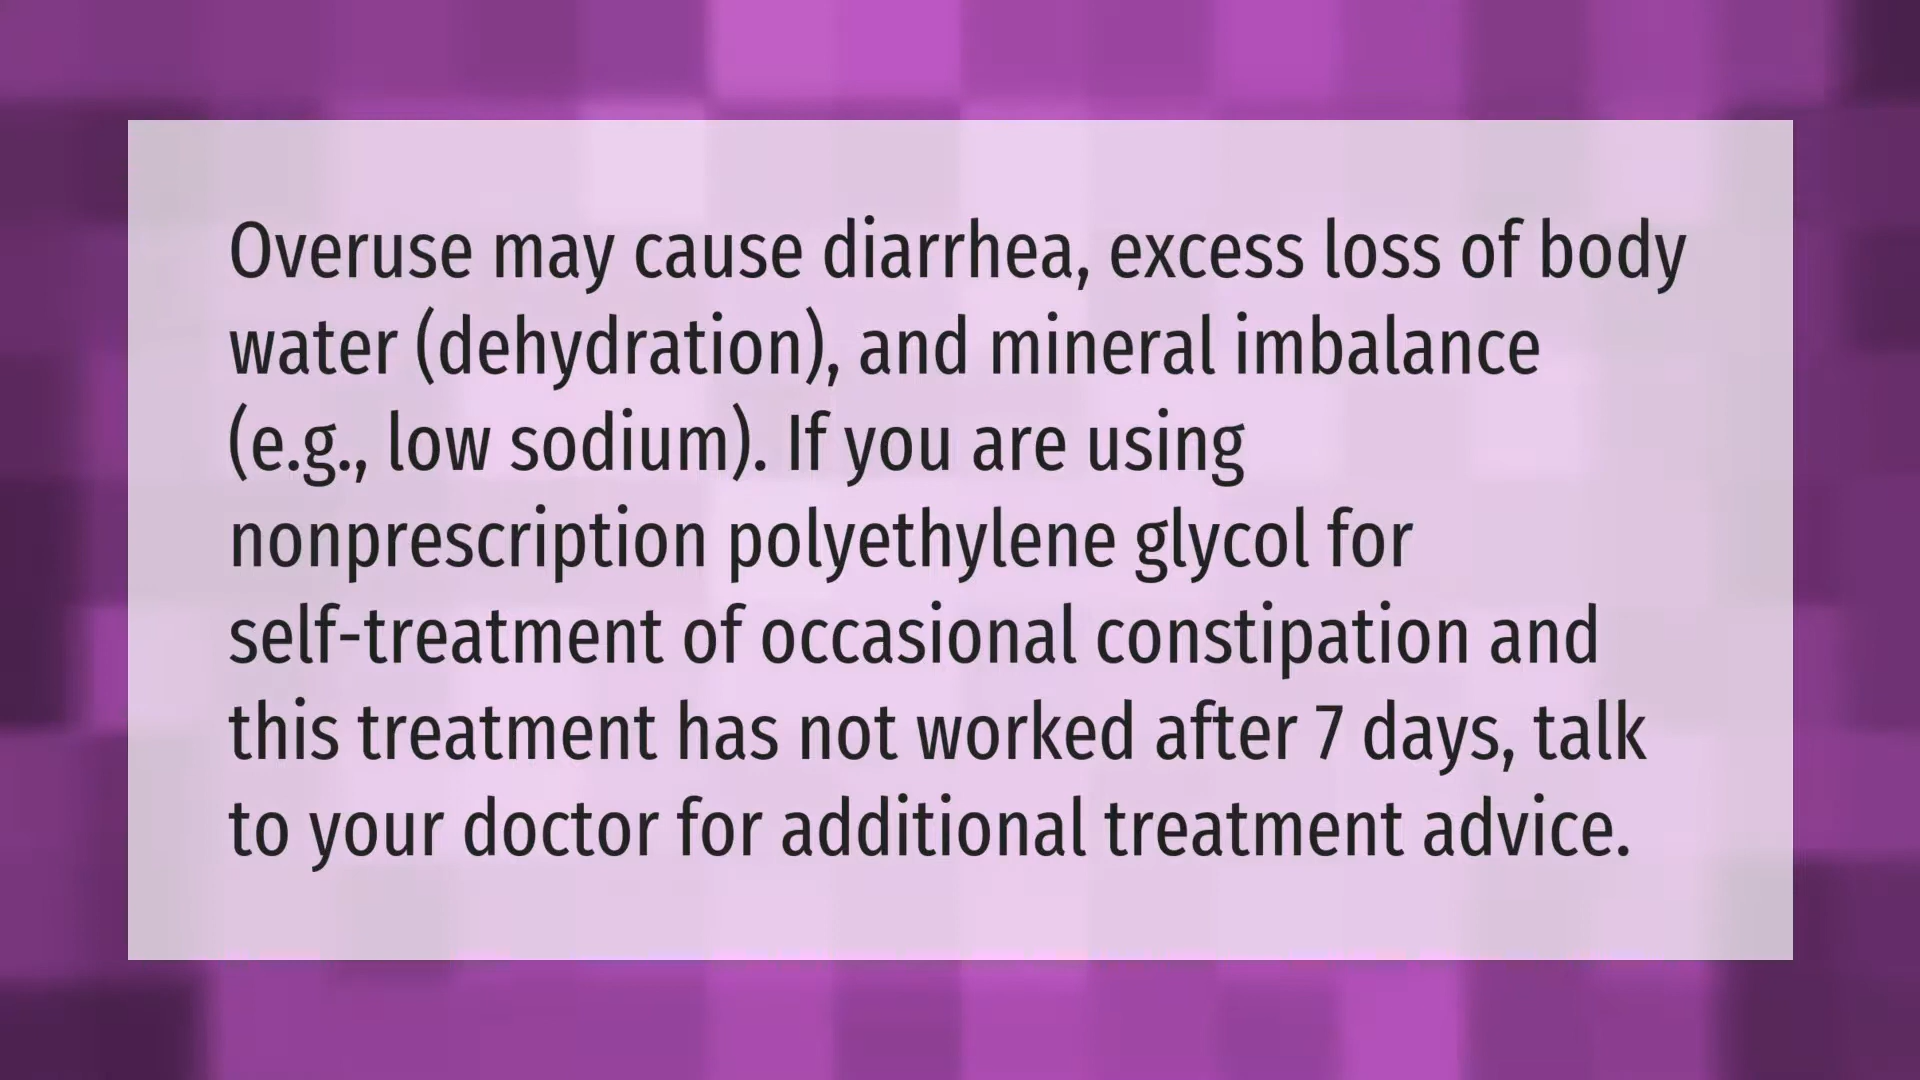 Overuse may cause diarrhea, excess loss of body
water (dehydration), and mineral imbalance
(e.g., low sodium). If you are using
nonprescription polyethylene glycol for
self-treatment of occasional constipation and
this treatment has not worked after 7 days, talk
to your doctor for additional treatment advice.